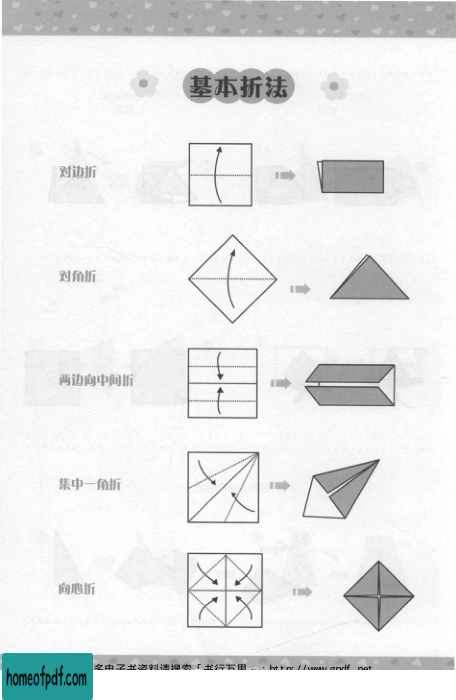 基本折法
对边折
对角折
两边向中间折
集中一角折
向心折
多电子书资料请搜索「书行万里
http://www.gpdf.net
homeofpdf.com